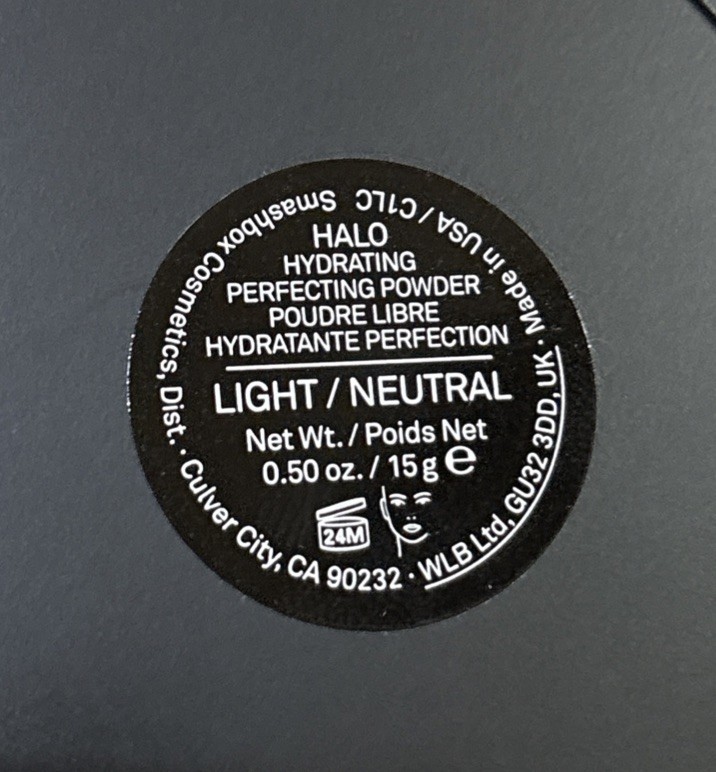 HALO
HYDRATING
PERFECTING POWDER
POUDRE LIBRE
HYDRATANTE PERFECTION
LIGHT / NEUTRAL
Net Wt. / Poids Net
0.50 oz. / 15 g e
24M
Smashbox Cosmetics, Dist. · Culver City, CA 90232 · WLB Ltd, GU32 3DD, UK · Made in USA / C1LC